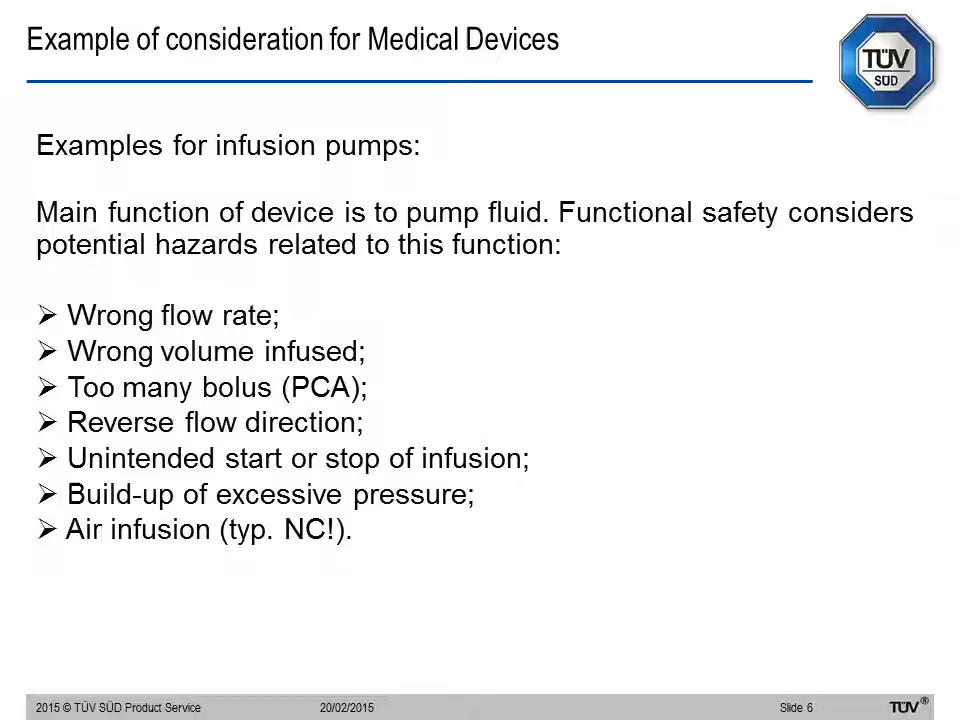 Example of consideration for Medical Devices
TÜV
SÜD
Examples for infusion pumps:
Main function of device is to pump fluid. Functional safety considers
potential hazards related to this function:
➢ Wrong flow rate;
➢ Wrong volume infused;
➢ Too many bolus (PCA);
➢ Reverse flow direction;
➢ Unintended start or stop of infusion;
➢ Build-up of excessive pressure;
➢ Air infusion (typ. NC!).
2015 © TÜV SÜD Product Service 20/02/2015 Slide 6 TÜV®